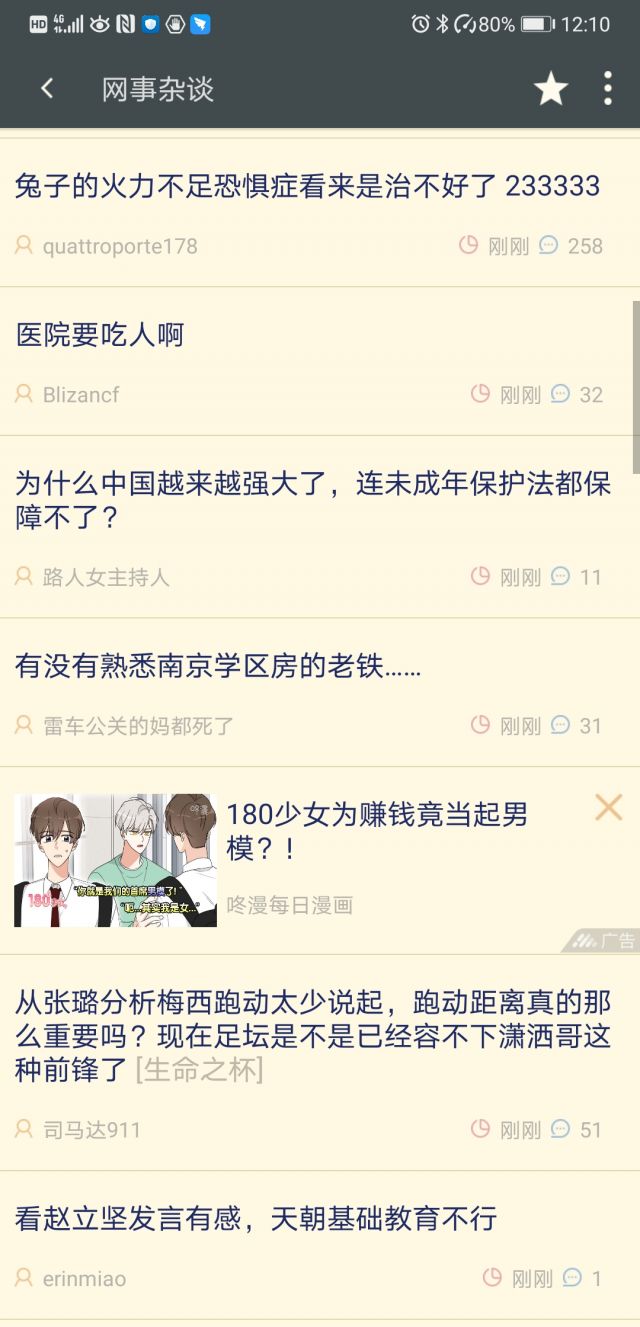 HD 4G 80% 12:10
网事杂谈
兔子的火力不足恐惧症看来是治不好了 233333
quattroporte178 刚刚 258
医院要吃人啊
Blizancf 刚刚 32
为什么中国越来越强大了，连未成年保护法都保
障不了？
路人女主持人 刚刚 11
有没有熟悉南京学区房的老铁......
雷车公关的妈都死了 刚刚 31
咚漫
"你就是我们的首席男模了!"
180
"呃...其实我是女..."
180少女为赚钱竟当起男
模？!
咚漫每日漫画
广告
从张璐分析梅西跑动太少说起，跑动距离真的那
么重要吗？现在足坛是不是已经容不下潇洒哥这
种前锋了 [生命之杯]
司马达911 刚刚 51
看赵立坚发言有感，天朝基础教育不行
erinmiao 刚刚 1